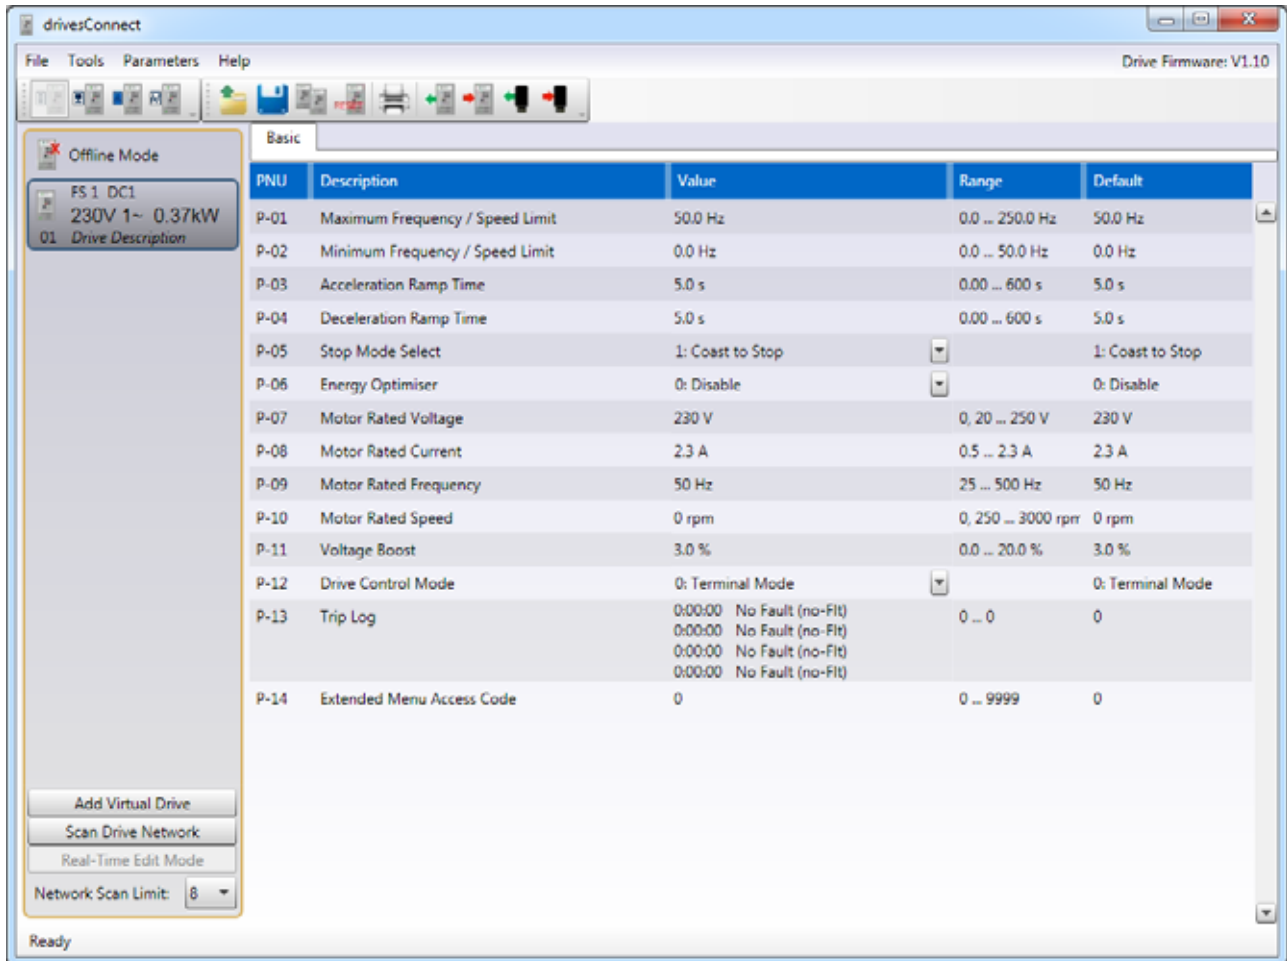 drivesConnect
File Tools Parameters Help Drive Firmware: V1.10
RESET
Offline Mode
FS 1 DC1
230V 1~ 0.37kW
01 Drive Description
Basic
PNU Description Value Range Default
P-01 Maximum Frequency / Speed Limit 50.0 Hz 0.0 ... 250.0 Hz 50.0 Hz
P-02 Minimum Frequency / Speed Limit 0.0 Hz 0.0 ... 50.0 Hz 0.0 Hz
P-03 Acceleration Ramp Time 5.0 s 0.00 ... 600 s 5.0 s
P-04 Deceleration Ramp Time 5.0 s 0.00 ... 600 s 5.0 s
P-05 Stop Mode Select 1: Coast to Stop 1: Coast to Stop
P-06 Energy Optimiser 0: Disable 0: Disable
P-07 Motor Rated Voltage 230 V 0, 20 ... 250 V 230 V
P-08 Motor Rated Current 2.3 A 0.5 ... 2.3 A 2.3 A
P-09 Motor Rated Frequency 50 Hz 25 ... 500 Hz 50 Hz
P-10 Motor Rated Speed 0 rpm 0, 250 ... 3000 rpm 0 rpm
P-11 Voltage Boost 3.0 % 0.0 ... 20.0 % 3.0 %
P-12 Drive Control Mode 0: Terminal Mode 0: Terminal Mode
P-13 Trip Log 0:00:00 No Fault (no-Flt) 0 ... 0 0
0:00:00 No Fault (no-Flt)
0:00:00 No Fault (no-Flt)
0:00:00 No Fault (no-Flt)
P-14 Extended Menu Access Code 0 0 ... 9999 0
Add Virtual Drive
Scan Drive Network
Real-Time Edit Mode
Network Scan Limit: 8
Ready